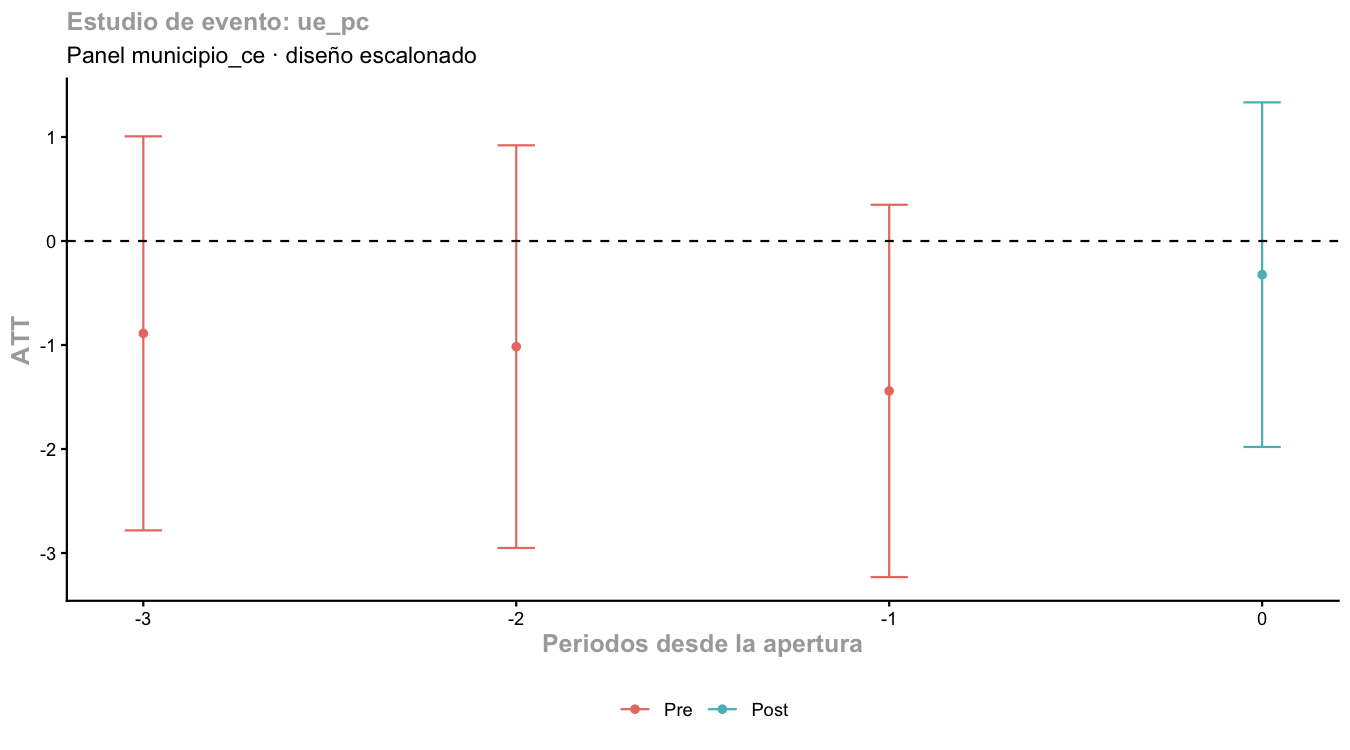 Estudio de evento: ue_pc
Panel municipio_ce · diseño escalonado
ATT
1
0
-1
-2
-3
-3
-2
-1
0
Periodos desde la apertura
Pre
Post